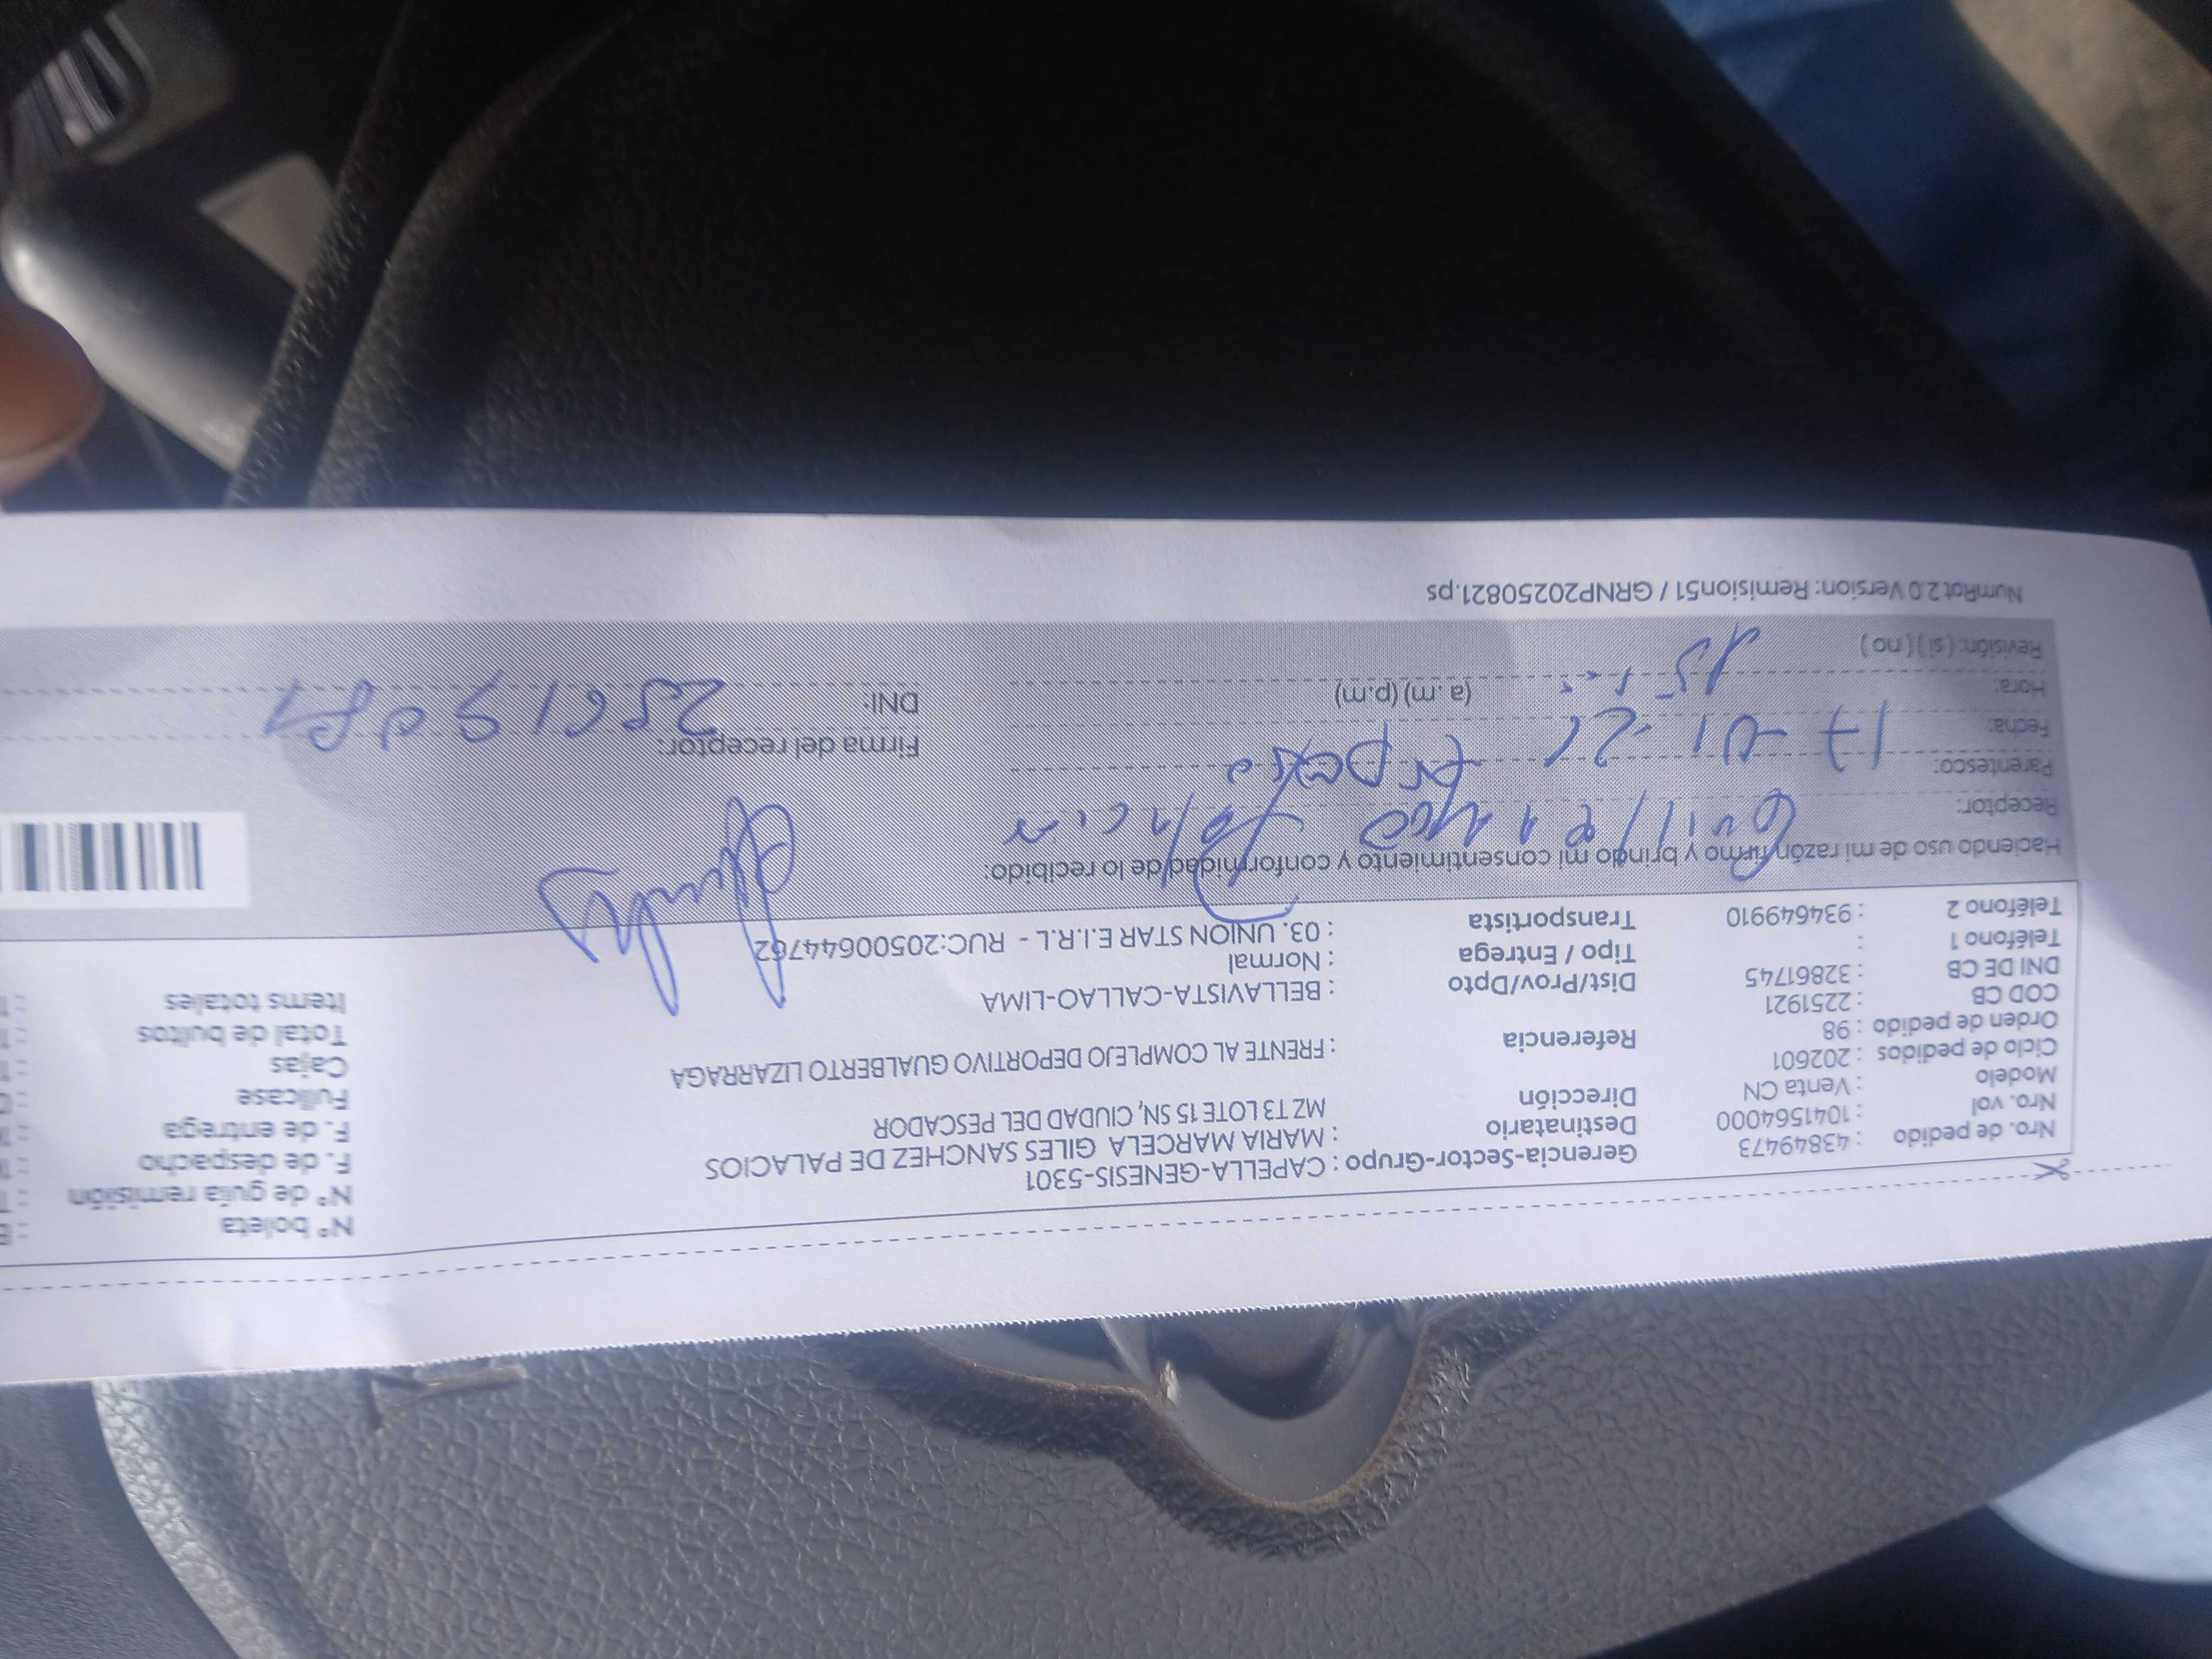 Nro. de pedido : 43849473
Nro. vol : 1041564000
Modelo : Venta CN
Ciclo de pedidos : 202601
Orden de pedido : 98
COD CB : 2251921
DNI DE CB : 32861745
Teléfono 1 :
Teléfono 2 : 934649910
Gerencia-Sector-Grupo : CAPELLA-GENESIS-5301
Destinatario : MARIA MARCELA GILES SANCHEZ DE PALACIOS
Dirección MZ T3 LOTE 15 SN, CIUDAD DEL PESCADOR
Referencia : FRENTE AL COMPLEJO DEPORTIVO GUALBERTO LIZARRAGA
Dist/Prov/Dpto : BELLAVISTA-CALLAO-LIMA
Tipo / Entrega : Normal
Transportista : 03. UNION STAR E.I.R.L - RUC:20500644762
N° boleta :
N° de guía remisión :
F. de despacho :
F. de entrega :
Fullcase :
Cajas :
Total de bultos :
Items totales :
Haciendo uso de mi razón firmo y brindo mi consentimiento y conformidad de lo recibido:
Receptor: Guillermo Palacios
Parentesco: esposo
Fecha: 17-01-26
Hora: (a. m) (p.m)
Revisión: ( si ) ( no )
Firma del receptor:
DNI:
NumRot 2.0 Version: Remision51 / GRNP20250821.ps